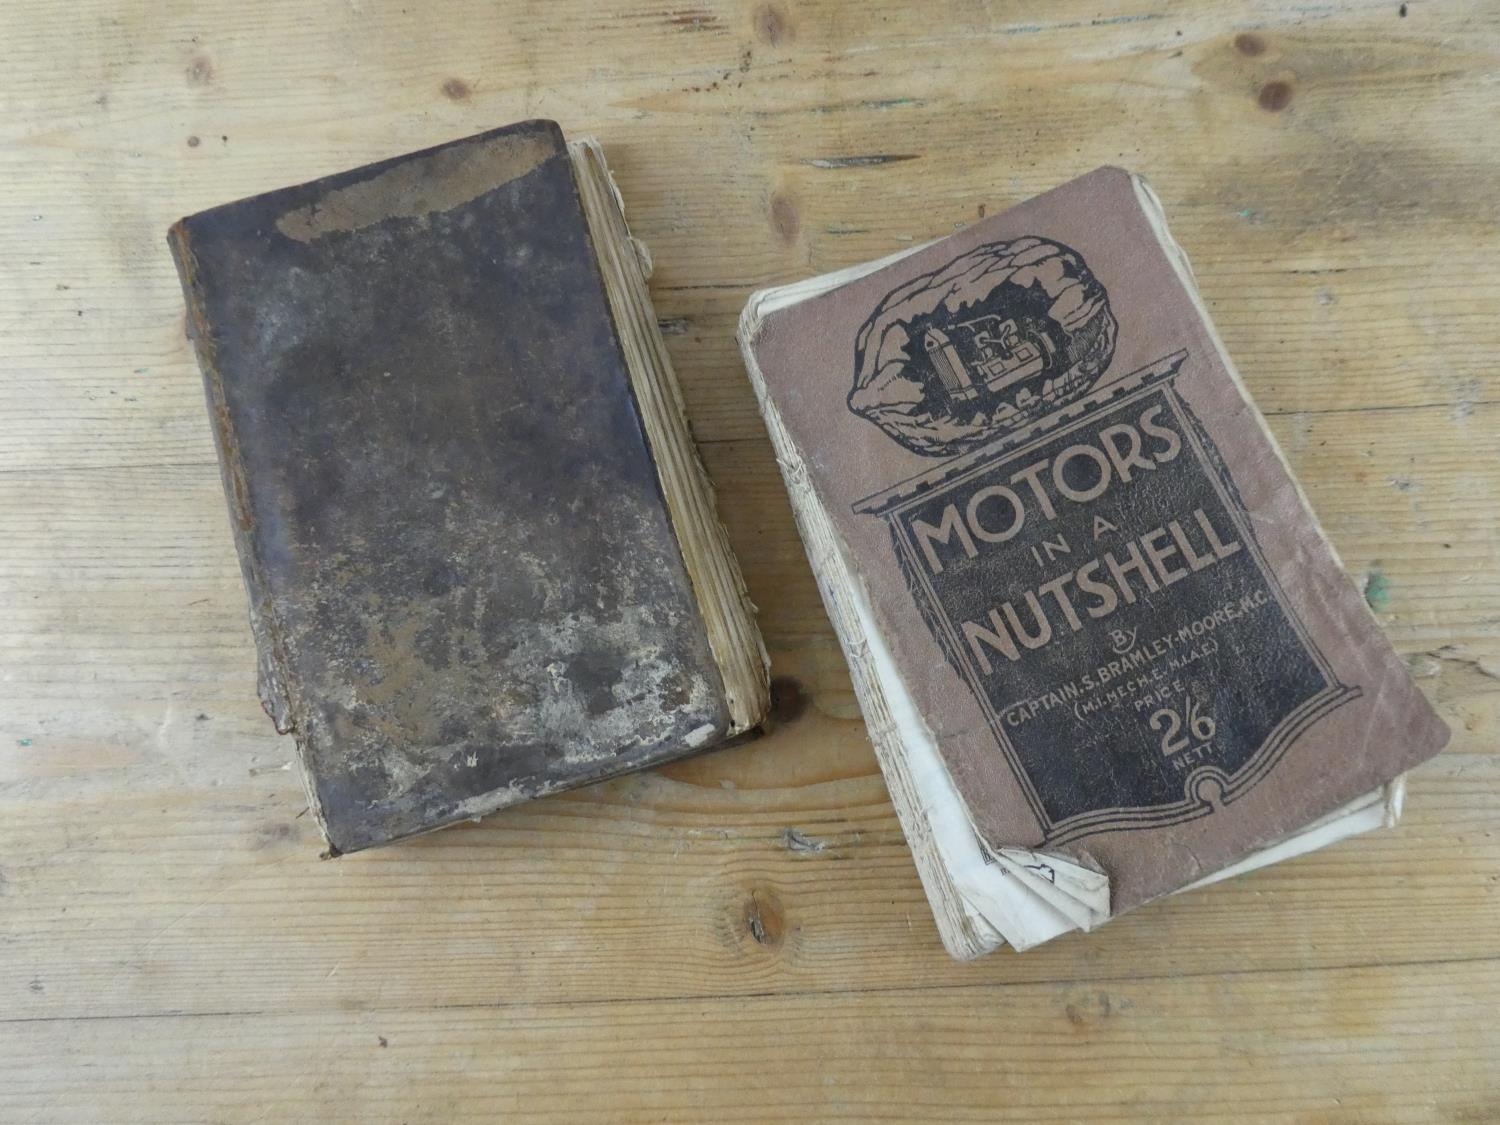 MOTORS
IN A
NUTSHELL
By
CAPTAIN.S.BRAMLEY-MOORE.M.C.
(M.I.MECH.E., M.I.A.E.)
PRICE
2/6
NETT